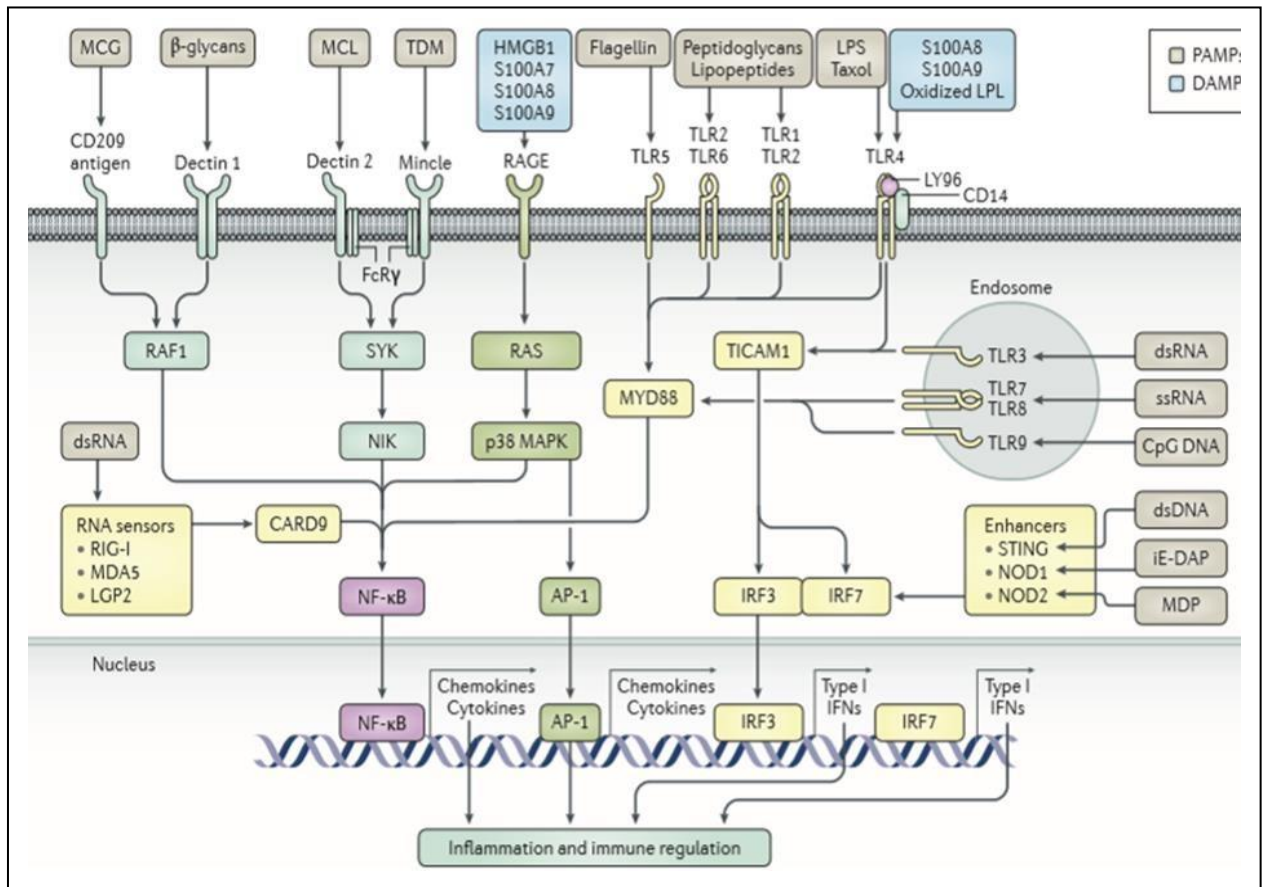 MCG
β-glycans
MCL
TDM
HMGB1
S100A7
S100A8
S100A9
Flagellin
Peptidoglycans
Lipopeptides
LPS
Taxol
S100A8
S100A9
Oxidized LPL
PAMPs
DAMP
CD209
antigen
Dectin 1
Dectin 2
Mincle
RAGE
TLR5
TLR2
TLR6
TLR1
TLR2
TLR4
LY96
CD14
FcRγ
Endosome
RAF1
SYK
RAS
TICAM1
TLR3
dsRNA
MYD88
TLR7
TLR8
ssRNA
dsRNA
NIK
p38 MAPK
TLR9
CpG DNA
RNA sensors
• RIG-I
• MDA5
• LGP2
CARD9
Enhancers
• STING
• NOD1
• NOD2
dsDNA
iE-DAP
MDP
NF-κB
AP-1
IRF3
IRF7
Nucleus
Chemokines
Cytokines
Chemokines
Cytokines
Type I
IFNs
Type I
IFNs
NF-κB
AP-1
IRF3
IRF7
Inflammation and immune regulation